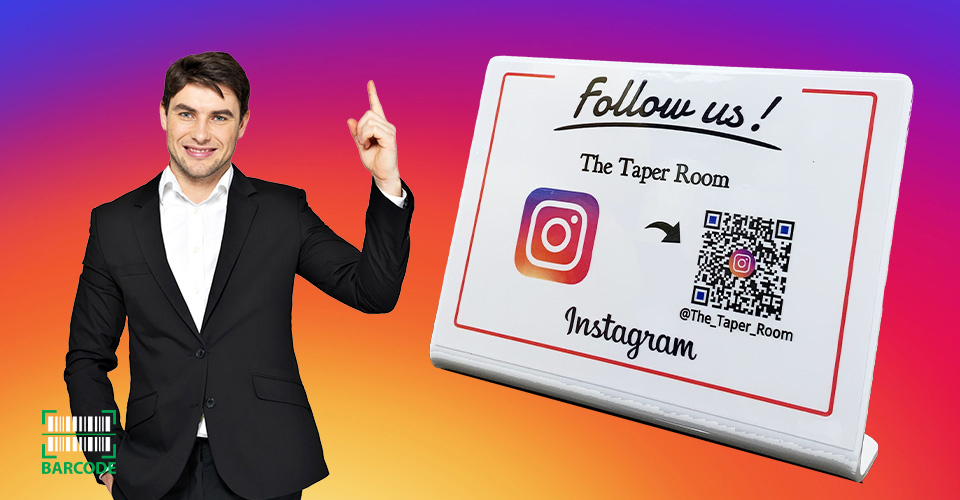 Follow us!
The Taper Room
@The_Taper_Room
Instagram
BARCODE